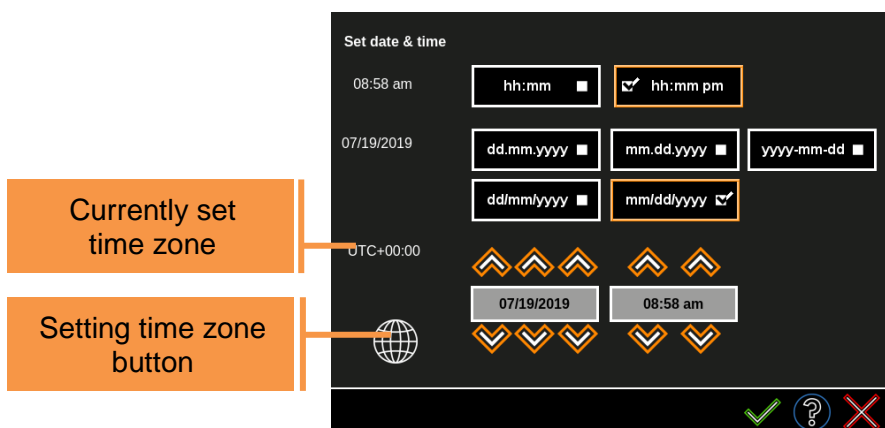 Set date & time
08:58 am
hh:mm
hh:mm pm
07/19/2019
dd.mm.yyyy
mm.dd.yyyy
yyyy-mm-dd
dd/mm/yyyy
mm/dd/yyyy
Currently set
time zone
UTC+00:00
07/19/2019
08:58 am
Setting time zone
button
?